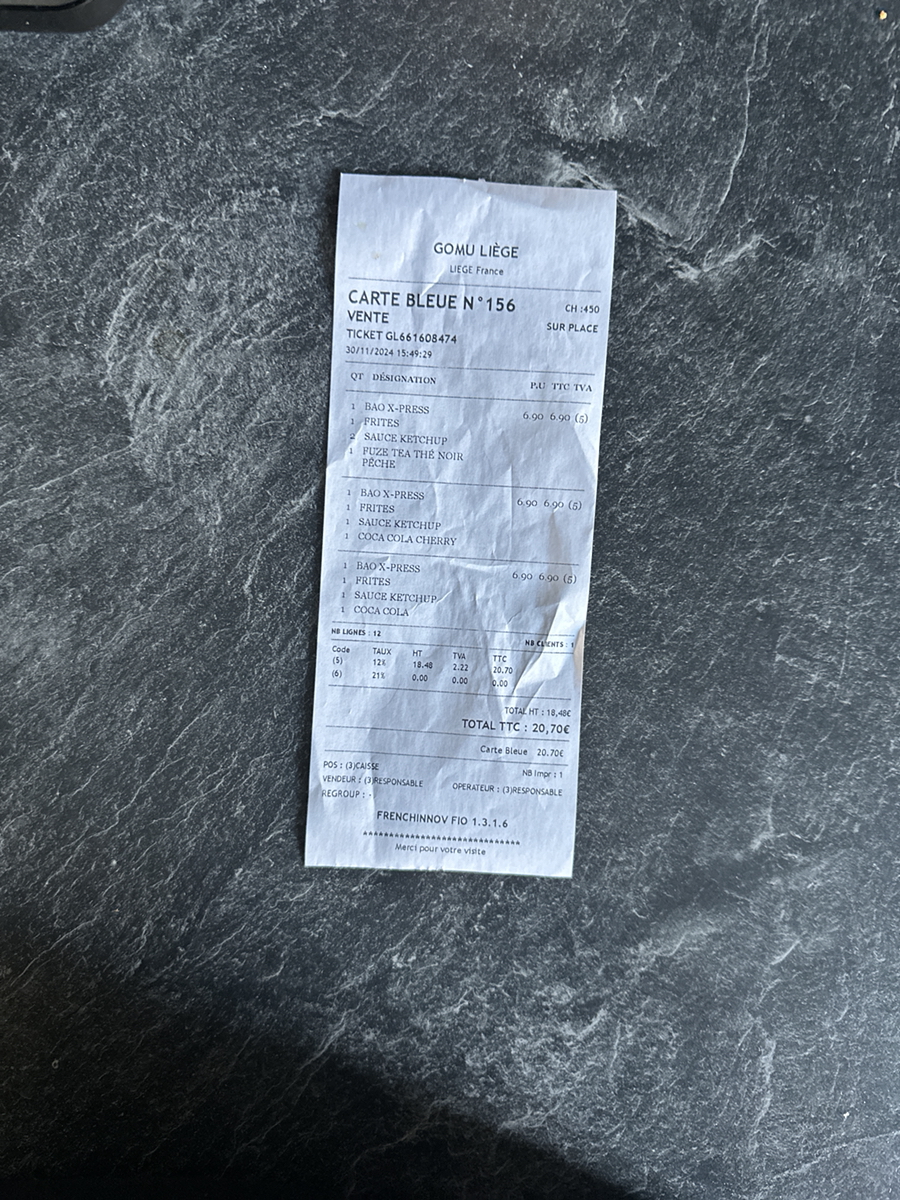 GOMU LIÈGE
LIEGE France
CARTE BLEUE N°156 CH :450
VENTE SUR PLACE
TICKET GL661608474
30/11/2024 15:49:29
QT DÉSIGNATION P.U TTC TVA
1 BAO X-PRESS 6.90 6.90 (5)
1 FRITES
2 SAUCE KETCHUP
1 FUZE TEA THÉ NOIR
PÊCHE
1 BAO X-PRESS 6.90 6.90 (5)
1 FRITES
1 SAUCE KETCHUP
1 COCA COLA CHERRY
1 BAO X-PRESS 6.90 6.90 (5)
1 FRITES
1 SAUCE KETCHUP
1 COCA COLA
NB LIGNES : 12 NB CLIENTS : 1
Code TAUX HT TVA TTC
(5) 12% 18.48 2.22 20.70
(6) 21% 0.00 0.00 0.00
TOTAL HT : 18,48€
TOTAL TTC : 20,70€
Carte Bleue 20.70€
POS : (3)CAISSE NB Impr : 1
VENDEUR : (3)RESPONSABLE OPERATEUR : (3)RESPONSABLE
REGROUP : -
FRENCHINNOV FIO 1.3.1.6
****************************
Merci pour votre visite